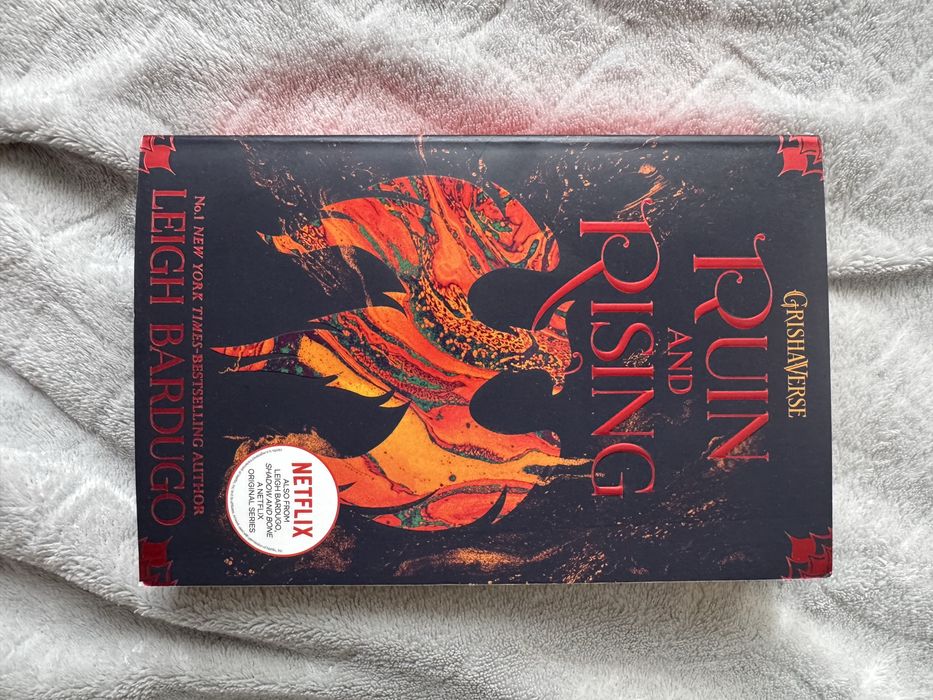 GRISHAVERSE
RUIN
AND
RISING
NETFLIX
ALSO FROM
LEIGH BARDUGO,
SHADOW AND BONE
A NETFLIX
ORIGINAL SERIES
No.1 NEW YORK TIMES-BESTSELLING AUTHOR
LEIGH BARDUGO